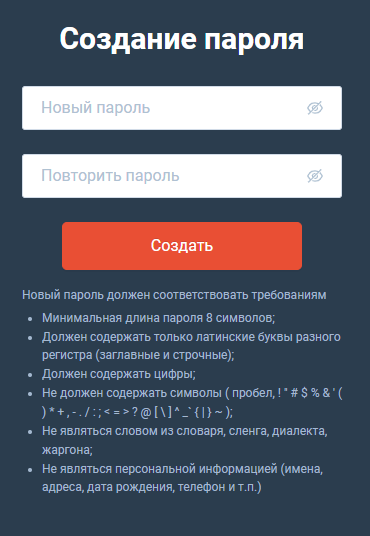 Создание пароля
Новый пароль
Повторить пароль
Создать
Новый пароль должен соответствовать требованиям
• Минимальная длина пароля 8 символов;
• Должен содержать только латинские буквы разного
регистра (заглавные и строчные);
• Должен содержать цифры;
• Не должен содержать символы ( пробел, ! " # $ % & ' (
) * + , - . / : ; < = > ? @ [ \ ] ^ _` { | } ~ );
• Не являться словом из словаря, сленга, диалекта,
жаргона;
• Не являться персональной информацией (имена,
адреса, дата рождения, телефон и т.п.)